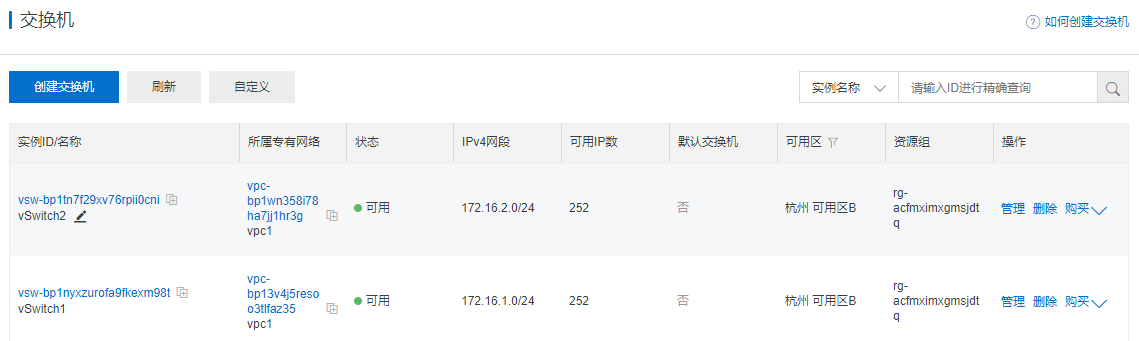 交换机
如何创建交换机
创建交换机 刷新 自定义 实例名称 请输入ID进行精确查询
实例ID/名称 所属专有网络 状态 IPv4网段 可用IP数 默认交换机 可用区 资源组 操作
vsw-bp1tn7f29xv76rpii0cni
vSwitch2
vpc-
bp1wn358i78
ha7jj1hr3g
vpc1
可用 172.16.2.0/24 252 否 杭州 可用区B
rg-
acfmximxgmsjdt
q
管理 删除 购买
vsw-bp1nyxzurofa9fkexm98t
vSwitch1
vpc-
bp13v4j5reso
o3tlfaz35
vpc1
可用 172.16.1.0/24 252 否 杭州 可用区B
rg-
acfmximxgmsjdt
q
管理 删除 购买